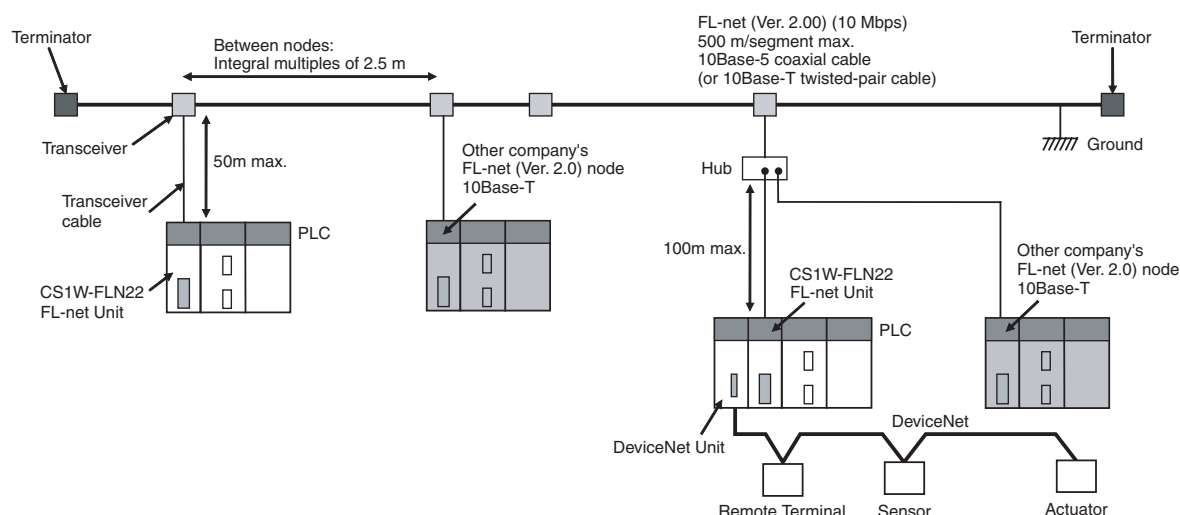 Terminator
Between nodes:
Integral multiples of 2.5 m
FL-net (Ver. 2.00) (10 Mbps)
500 m/segment max.
10Base-5 coaxial cable
(or 10Base-T twisted-pair cable)
Terminator
Transceiver
50m max.
Transceiver
cable
Other company's
FL-net (Ver. 2.0) node
10Base-T
Hub
Ground
PLC
CS1W-FLN22
FL-net Unit
100m max.
CS1W-FLN22
FL-net Unit
Other company's
FL-net (Ver. 2.0) node
10Base-T
PLC
DeviceNet Unit
DeviceNet
Remote Terminal
Sensor
Actuator